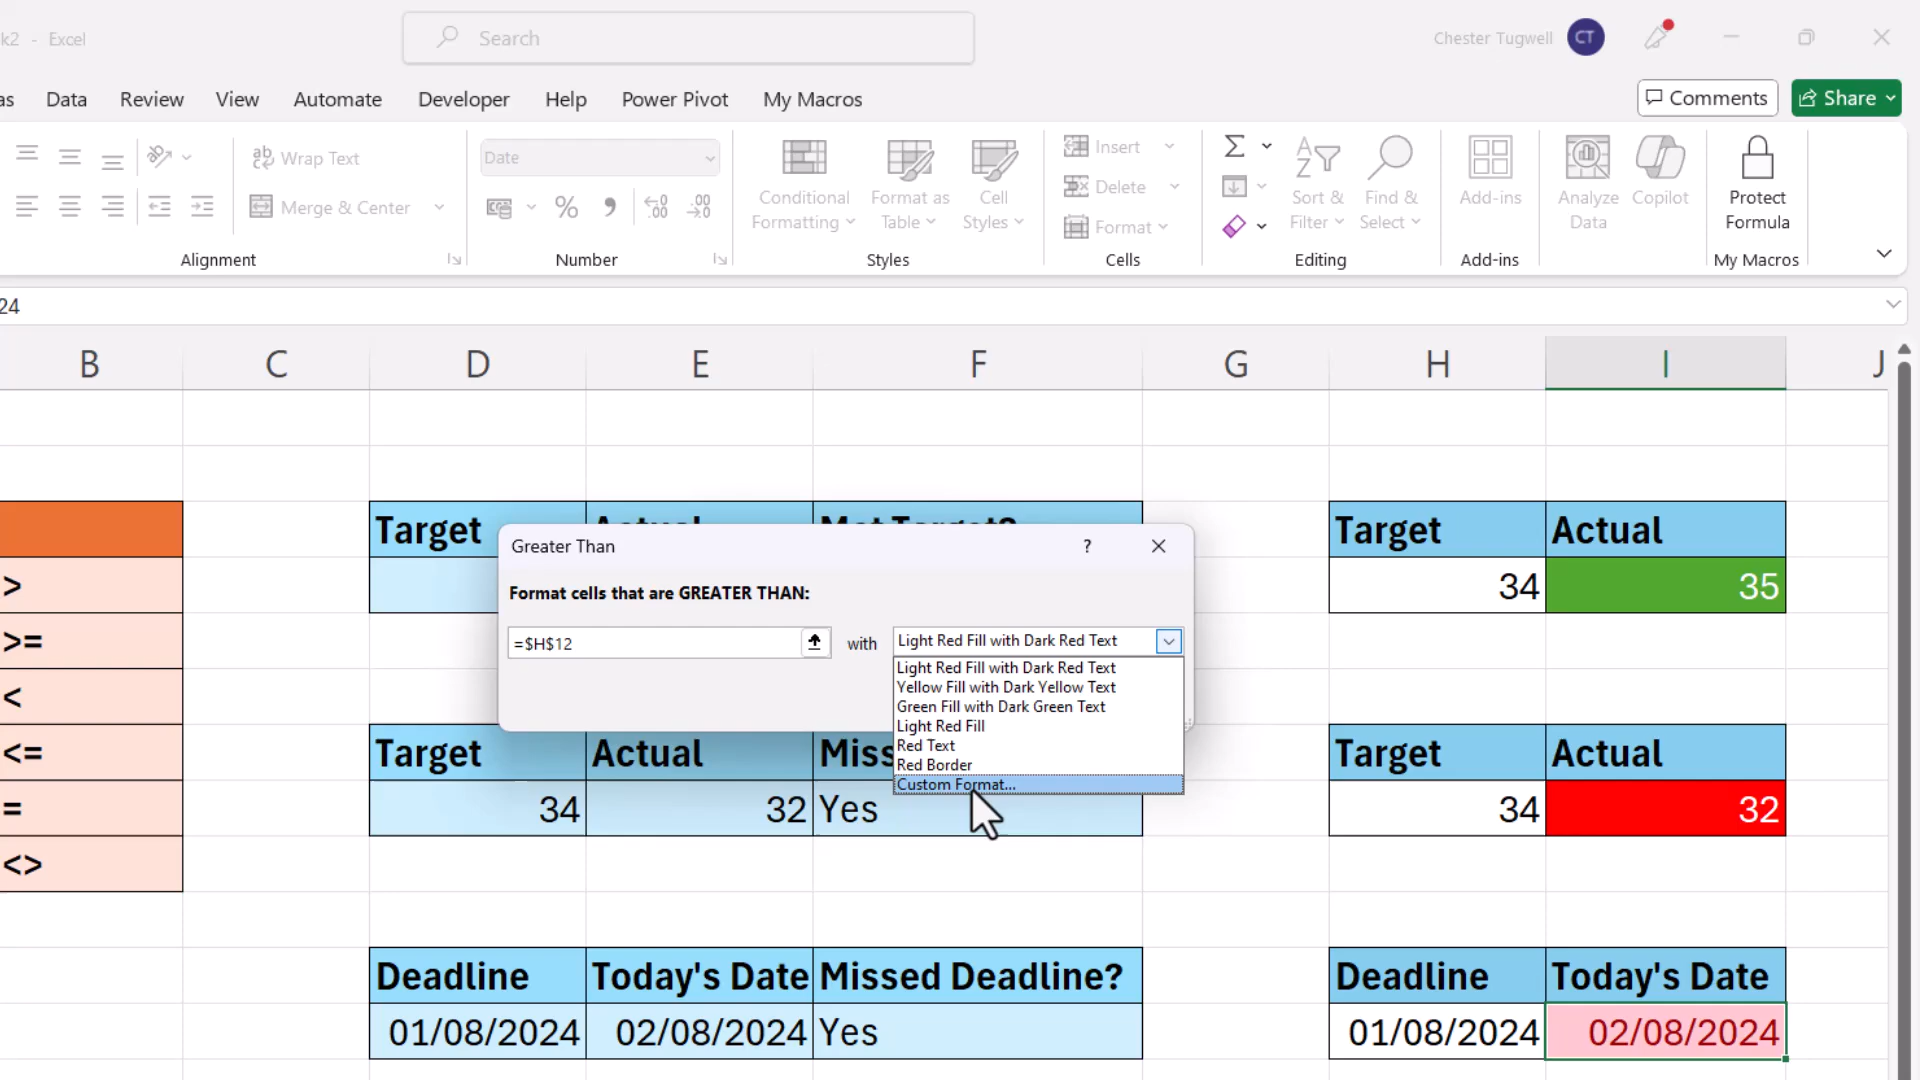 k2 - Excel
Search
Chester Tugwell
CT
as Data Review View Automate Developer Help Power Pivot My Macros
Comments
Share
Wrap Text
Merge & Center
Alignment
Date
%
Number
Conditional Formatting
Format as Table
Cell Styles
Styles
Insert
Delete
Format
Cells
Sort & Filter
Find & Select
Editing
Add-ins
Add-ins
Analyze Data
Copilot
Protect Formula
My Macros
24
B C D E F G H I J
>
>=
<
<=
=
<>
Target Actual Met Target?
Greater Than
?
Format cells that are GREATER THAN:
=$H$12
with
Light Red Fill with Dark Red Text
Light Red Fill with Dark Red Text
Yellow Fill with Dark Yellow Text
Green Fill with Dark Green Text
Light Red Fill
Red Text
Red Border
Custom Format...
Target Actual
34 35
Target Actual Miss
34 32 Yes
Target Actual
34 32
Deadline Today's Date Missed Deadline?
01/08/2024 02/08/2024 Yes
Deadline Today's Date
01/08/2024 02/08/2024